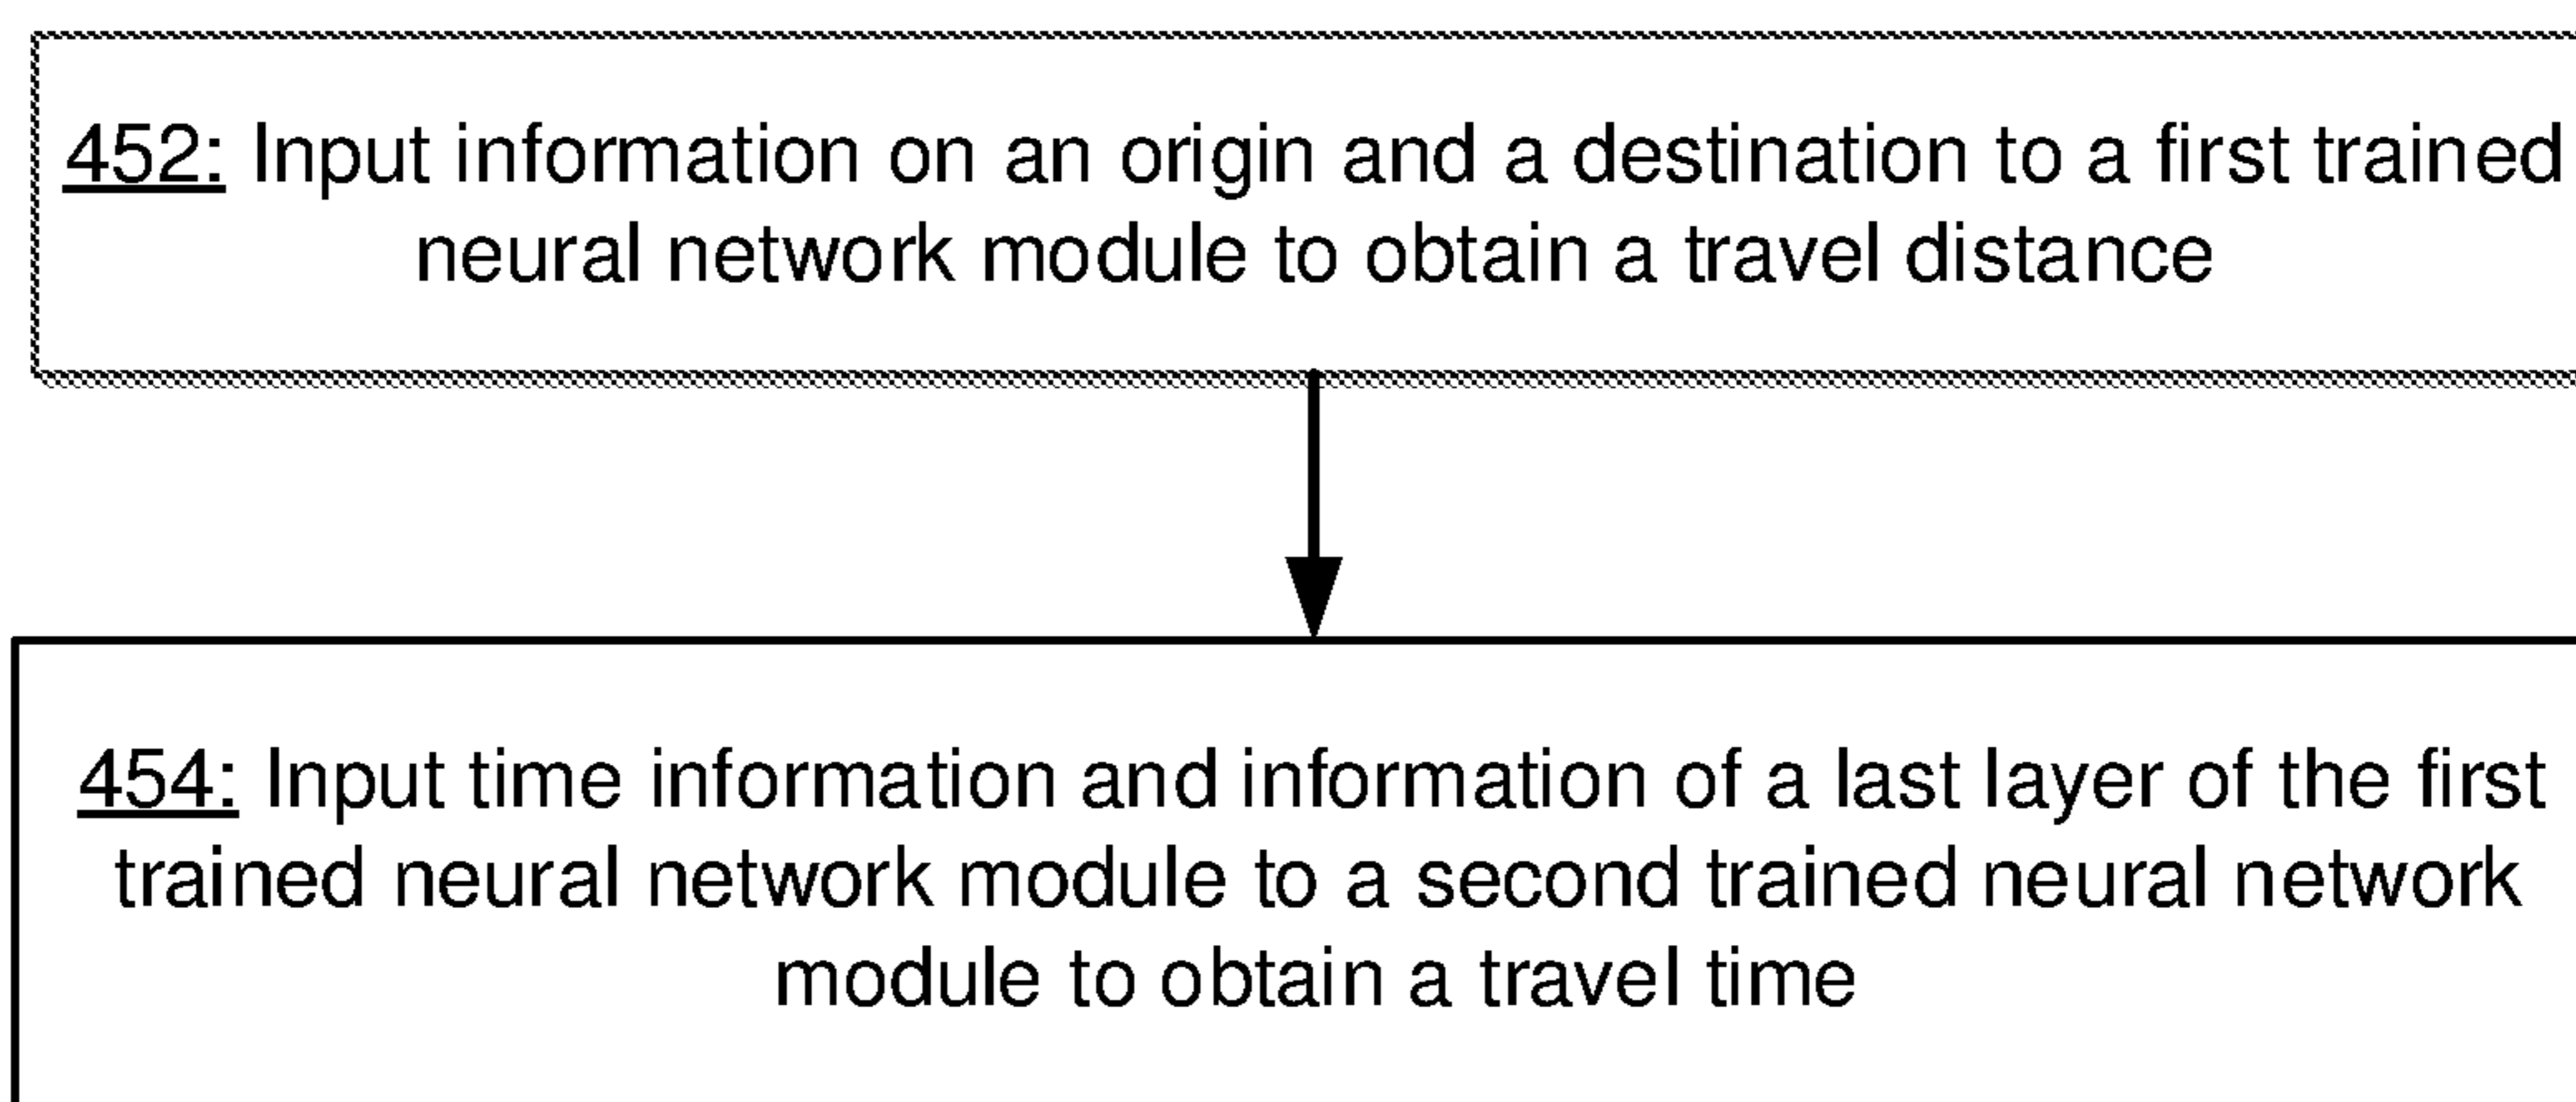 452: Input information on an origin and a destination to a first trained
neural network module to obtain a travel distance
454: Input time information and information of a last layer of the first
trained neural network module to a second trained neural network
module to obtain a travel time